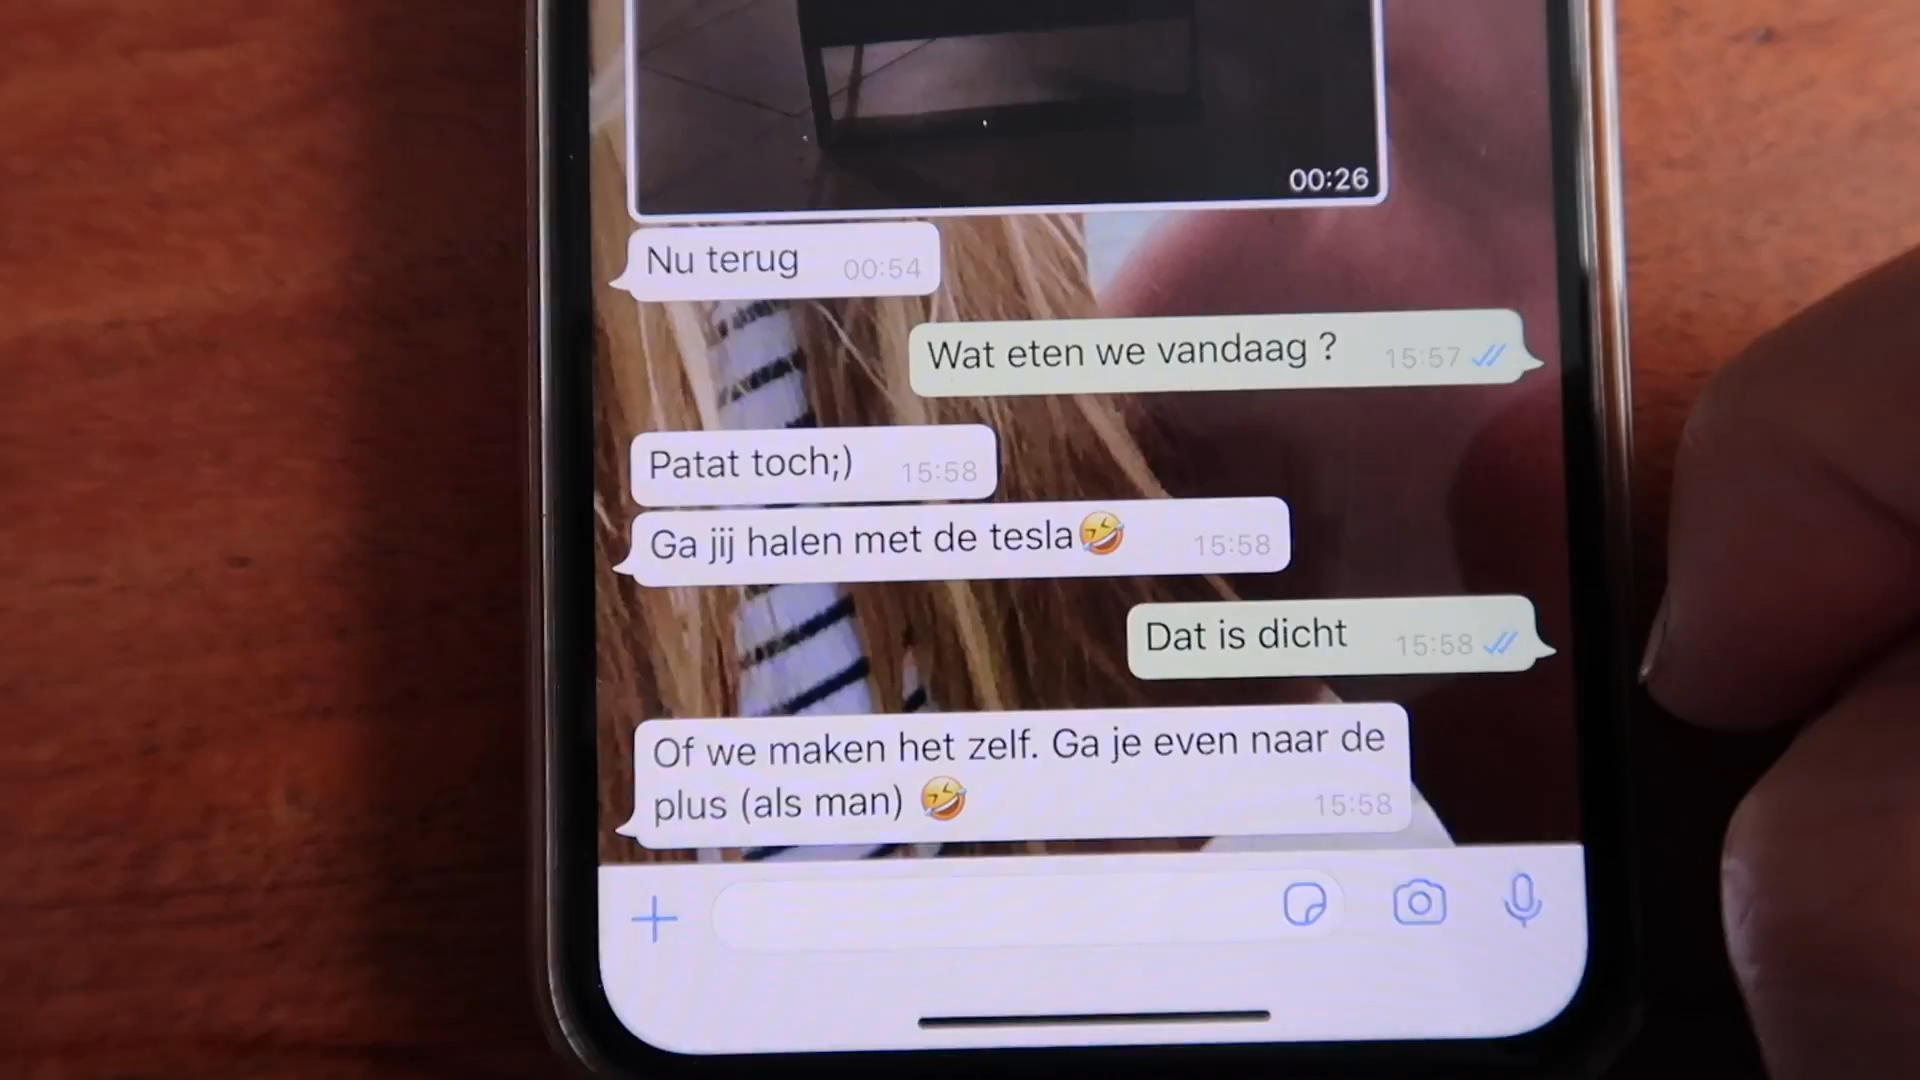 00:26
Nu terug 00:54
Wat eten we vandaag ? 15:57
Patat toch;) 15:58
Ga jij halen met de tesla🤣 15:58
Dat is dicht 15:58
Of we maken het zelf. Ga je even naar de
plus (als man) 🤣 15:58